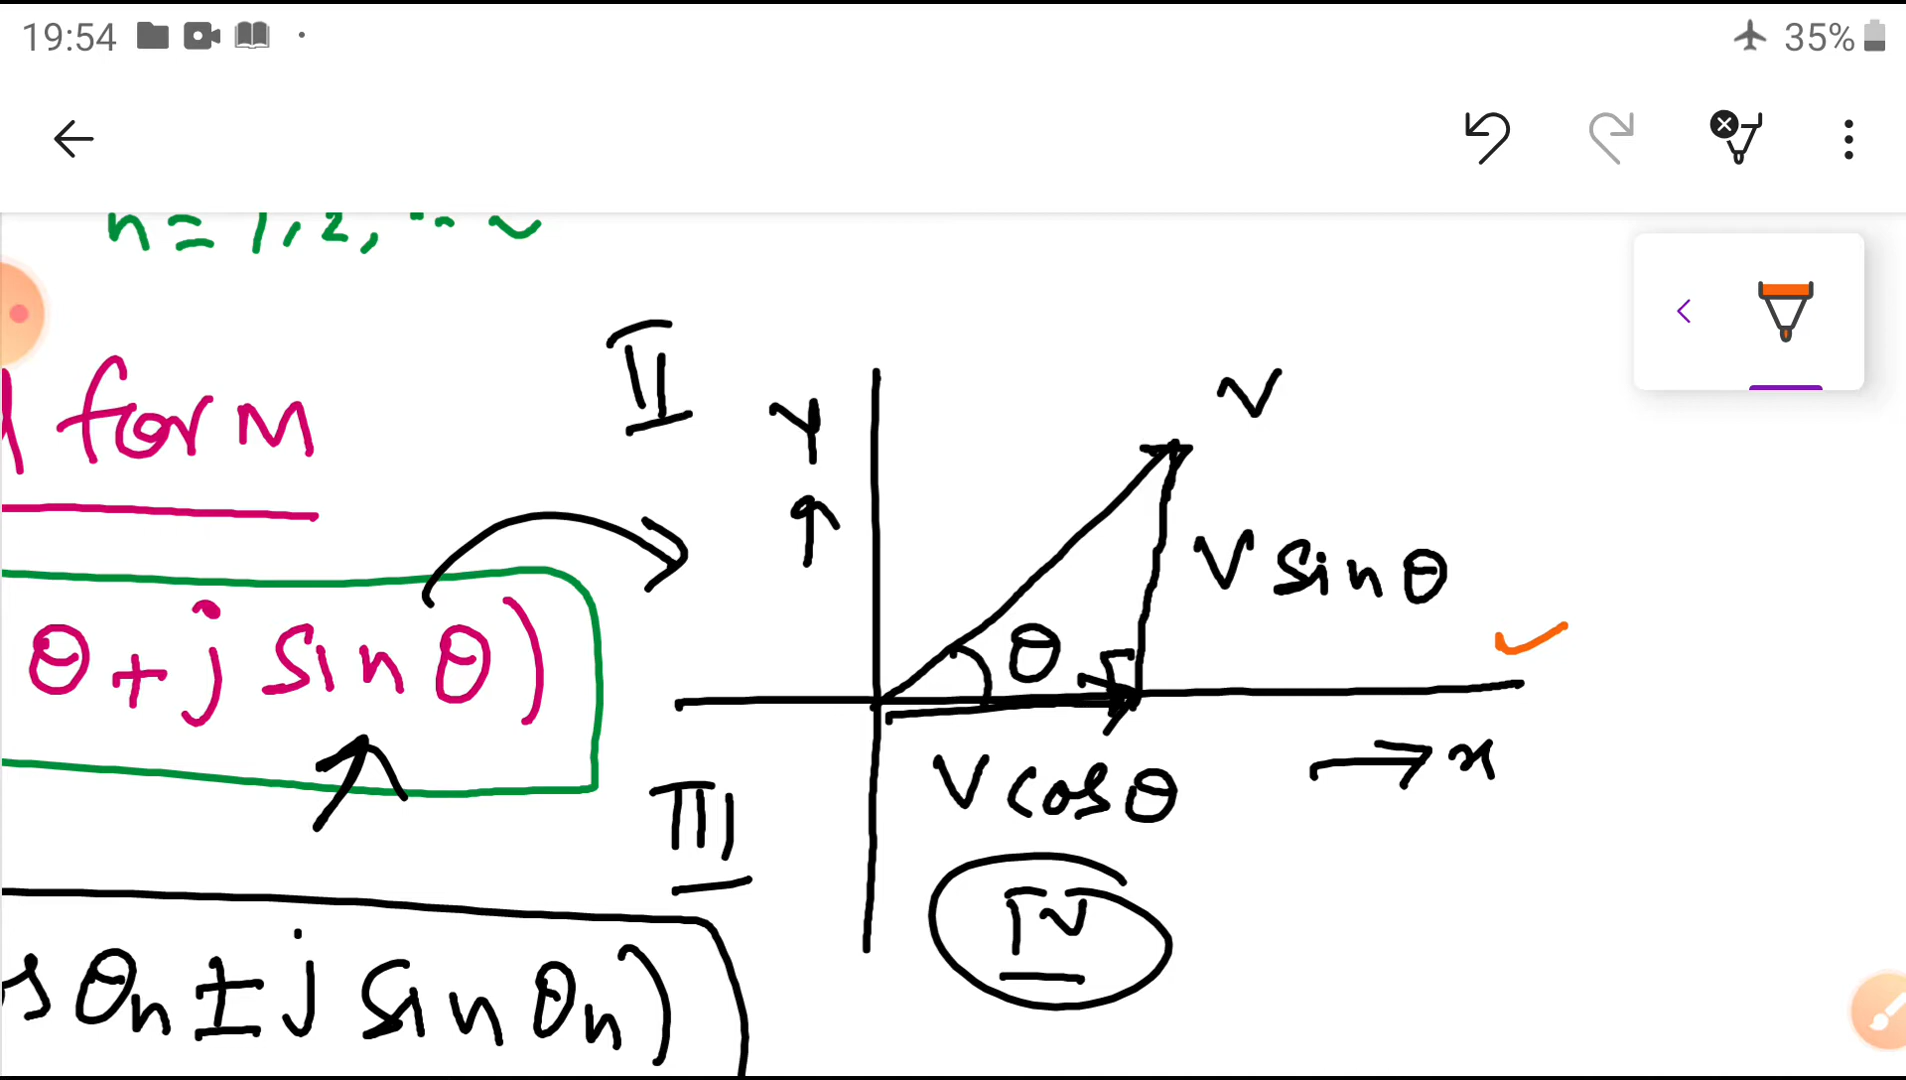 19:54 35%
n = 1, 2,
form
II
Y
V
V sin θ
θ
θ + j sin θ)
x
V cos θ
III
IV
s θn ± j sin θn)